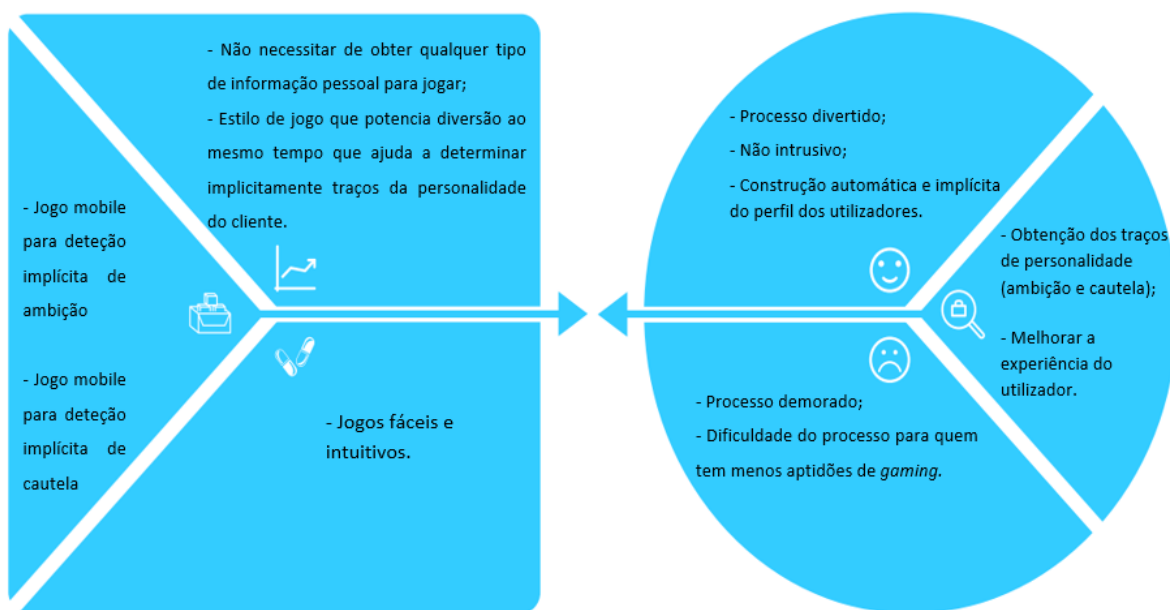 - Não necessitar de obter qualquer tipo
de informação pessoal para jogar;
- Estilo de jogo que potencia diversão ao
mesmo tempo que ajuda a determinar
implicitamente traços da personalidade
do cliente.
- Jogo mobile
para deteção
implícita de
ambição
- Jogo mobile
para deteção
implícita de
cautela
- Jogos fáceis e
intuitivos.
- Processo divertido;
- Não intrusivo;
- Construção automática e implícita
do perfil dos utilizadores.
- Obtenção dos traços
de personalidade
(ambição e cautela);
- Melhorar a
experiência do
utilizador.
- Processo demorado;
- Dificuldade do processo para quem
tem menos aptidões de gaming.